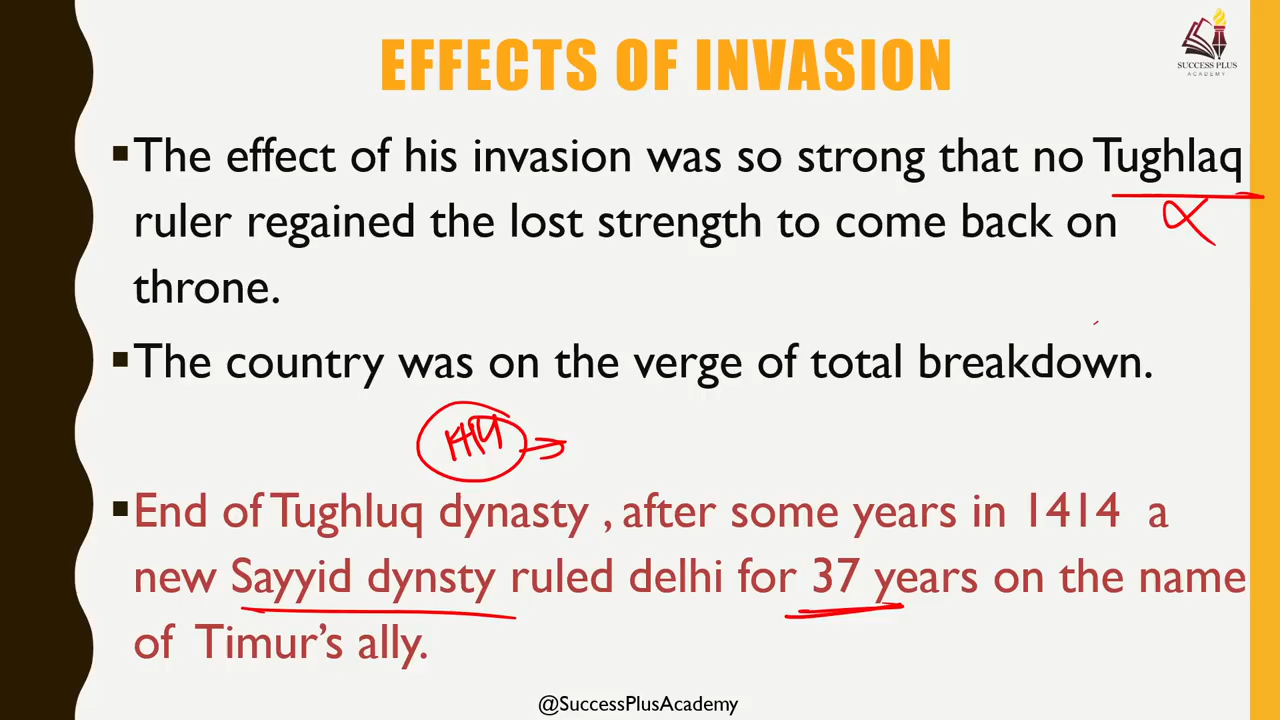 EFFECTS OF INVASION
SUCCESS PLUS
ACADEMY
▪The effect of his invasion was so strong that no Tughlaq
ruler regained the lost strength to come back on
throne.
▪The country was on the verge of total breakdown.
1414
▪End of Tughluq dynasty , after some years in 1414 a
new Sayyid dynsty ruled delhi for 37 years on the name
of Timur's ally.
@SuccessPlusAcademy